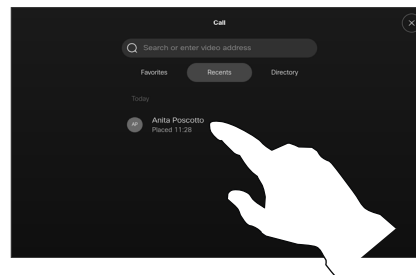 Call
Search or enter video address
Favorites Recents Directory
Today
AP Anita Poscotto
Placed 11:28